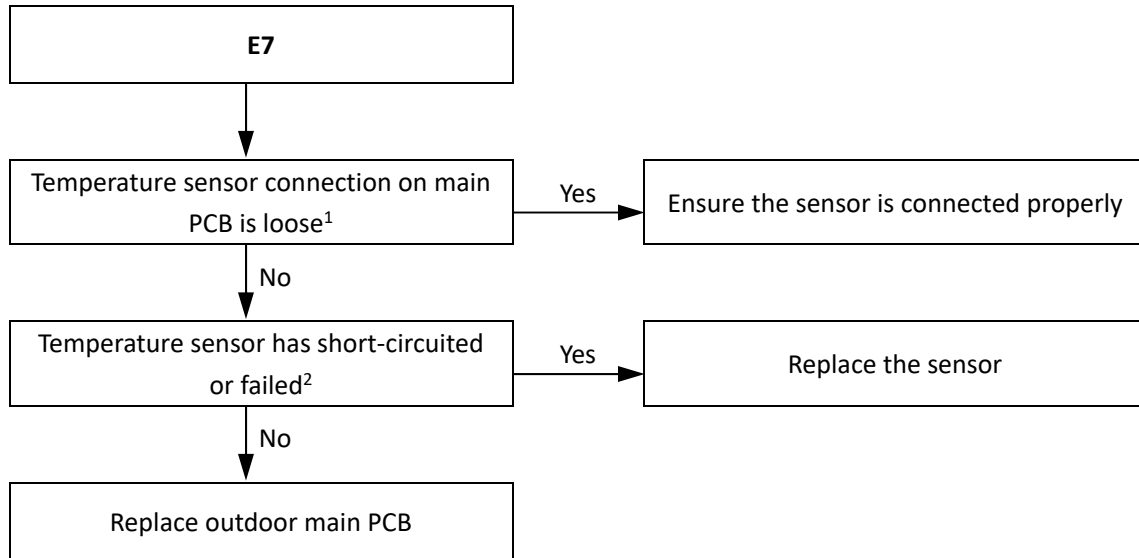 E7
Temperature sensor connection on main
PCB is loose¹
Yes
Ensure the sensor is connected properly
No
Temperature sensor has short-circuited
or failed²
Yes
Replace the sensor
No
Replace outdoor main PCB